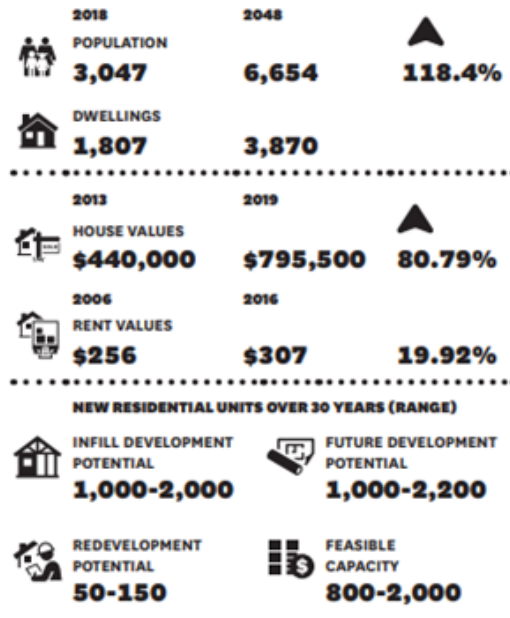 2018 2048
POPULATION
3,047 6,654 118.4%
DWELLINGS
1,807 3,870
2013 2019
HOUSE VALUES
$440,000 $795,500 80.79%
2006 2016
RENT VALUES
$256 $307 19.92%
NEW RESIDENTIAL UNITS OVER 30 YEARS (RANGE)
INFILL DEVELOPMENT
POTENTIAL
1,000-2,000
FUTURE DEVELOPMENT
POTENTIAL
1,000-2,200
REDEVELOPMENT
POTENTIAL
50-150
FEASIBLE
CAPACITY
800-2,000